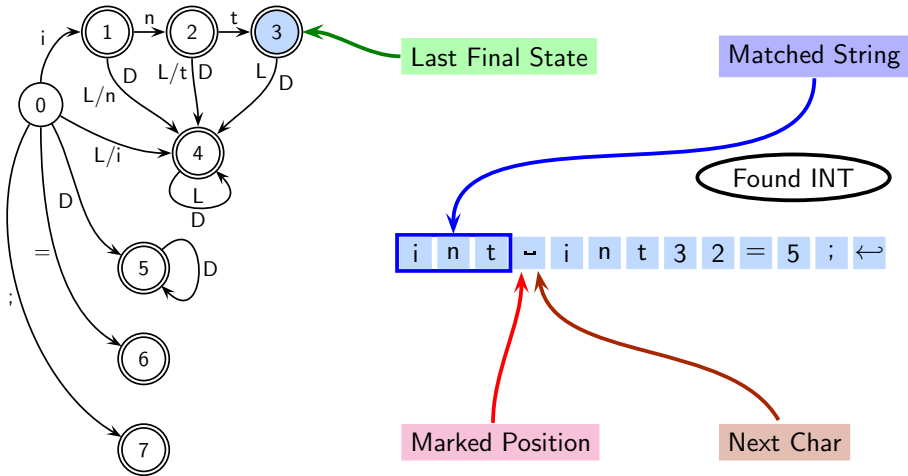 i
n
t
1
2
3
L/n
D
L/t
D
L
D
0
L/i
4
L
D
D
=
;
5
D
6
7
Last Final State
Matched String
Found INT
i n t ␣ i n t 3 2 = 5 ; ↩
Marked Position
Next Char